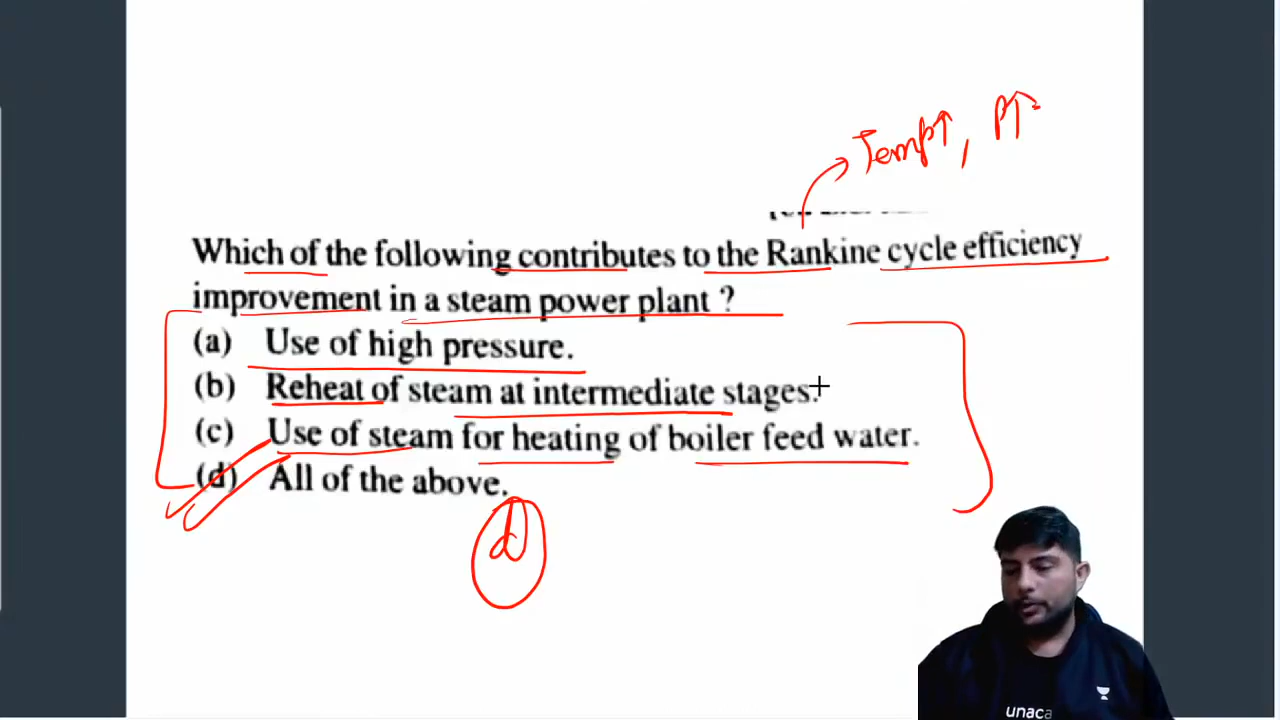 Temp↑, P↑
Which of the following contributes to the Rankine cycle efficiency
improvement in a steam power plant ?
(a) Use of high pressure.
(b) Reheat of steam at intermediate stages.
(c) Use of steam for heating of boiler feed water.
(d) All of the above.
d
unaca